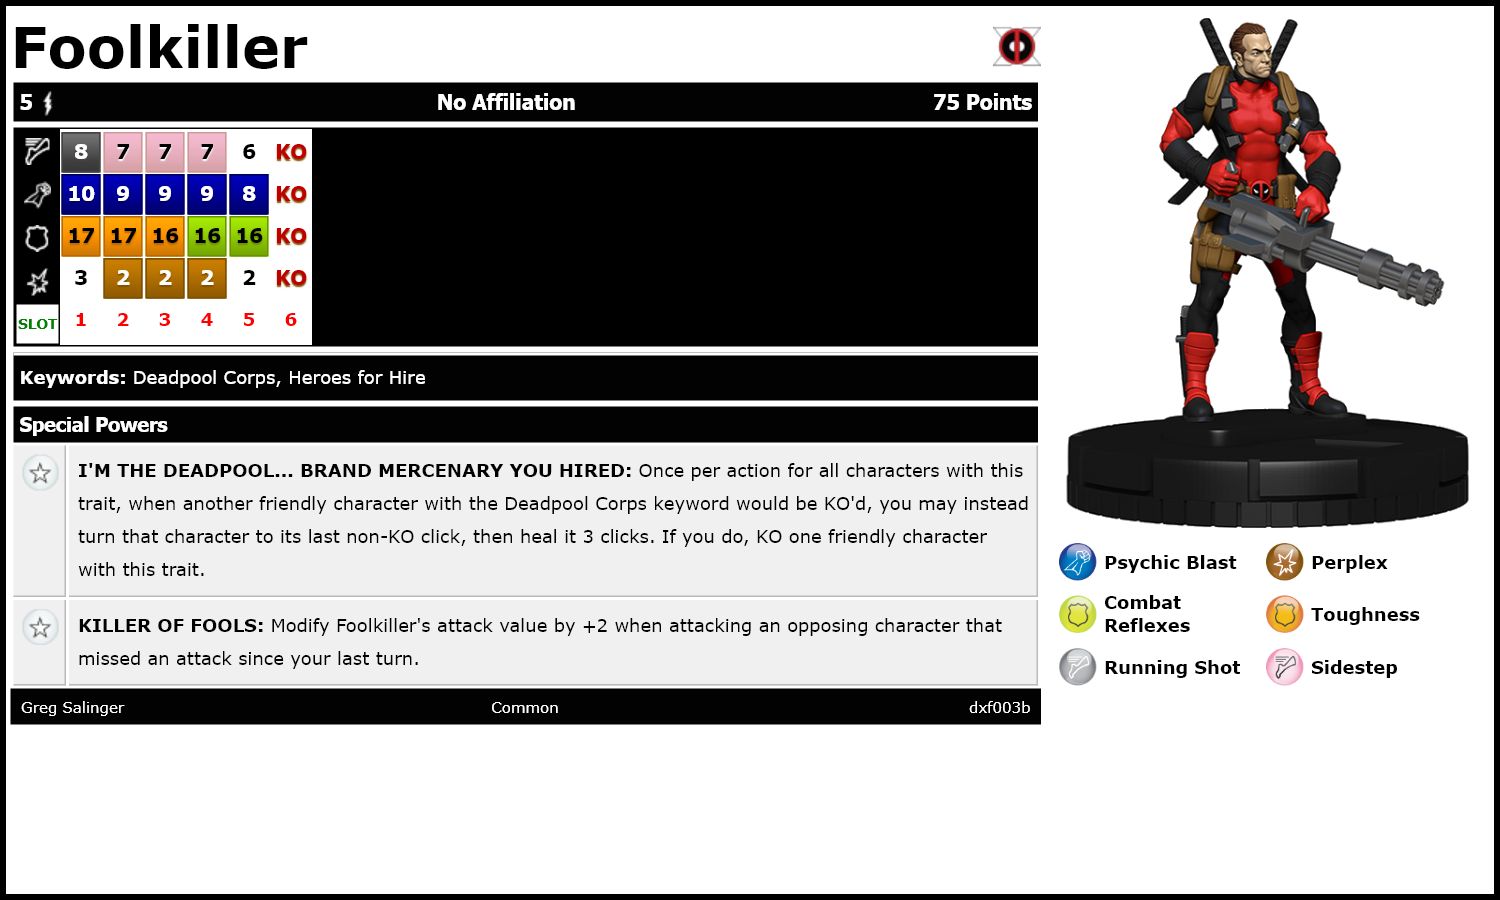 Foolkiller
5 No Affiliation 75 Points
8 7 7 7 6 KO
10 9 9 9 8 KO
17 17 16 16 16 KO
3 2 2 2 2 KO
SLOT 1 2 3 4 5 6
Keywords: Deadpool Corps, Heroes for Hire
Special Powers
I'M THE DEADPOOL... BRAND MERCENARY YOU HIRED: Once per action for all characters with this
trait, when another friendly character with the Deadpool Corps keyword would be KO'd, you may instead
turn that character to its last non-KO click, then heal it 3 clicks. If you do, KO one friendly character
with this trait.
KILLER OF FOOLS: Modify Foolkiller's attack value by +2 when attacking an opposing character that
missed an attack since your last turn.
Greg Salinger Common dxf003b
Psychic Blast Perplex
Combat
Reflexes Toughness
Running Shot Sidestep